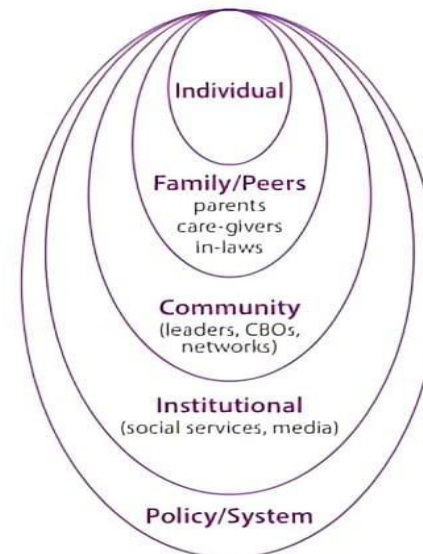 Individual
Family/Peers
parents
care-givers
in-laws
Community
(leaders, CBOs,
networks)
Institutional
(social services, media)
Policy/System